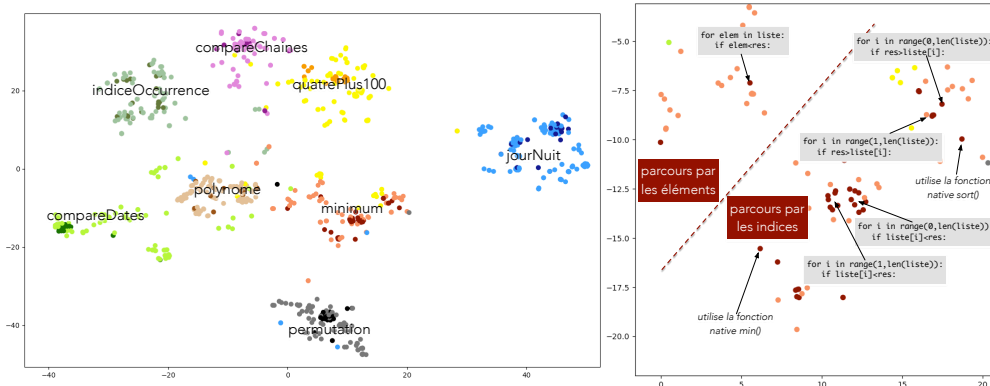 compareChaines
quatrePlus100
indiceOccurrence
jourNuit
polynome
minimum
compareDates
permutation
20
0
−20
−40
−40
−20
0
20
40
for elem in liste:
if elem<res:
for i in range(0,len(liste):
if res>liste[i]:
for i in range(1,len(liste)):
if res>liste[i]:
parcours par
les éléments
parcours par
les indices
utilise la fonction
native sort()
for i in range(0,len(liste))
if liste[i]<res:
for i in range(1,len(liste)):
if liste[i]<res:
utilise la fonction
native min()
−5.0
−7.5
−10.0
−12.5
−15.0
−17.5
−20.0
0
5
10
15
20